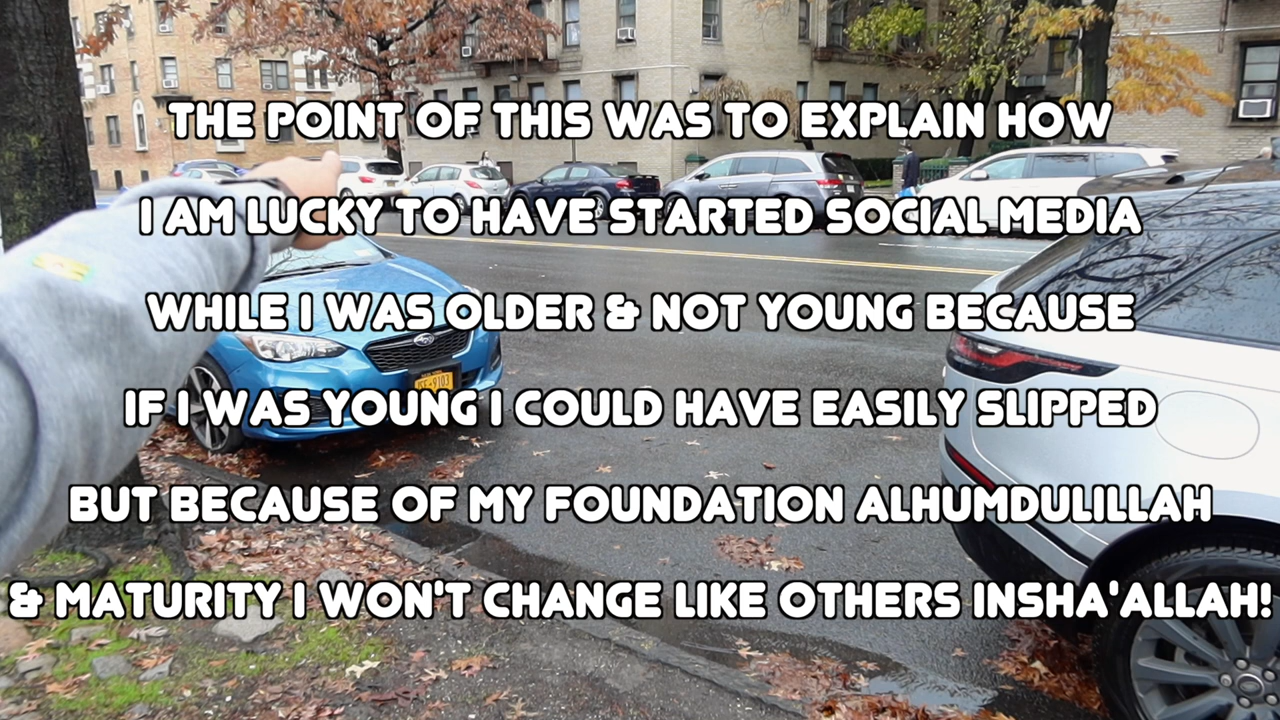 THE POINT OF THIS WAS TO EXPLAIN HOW
I AM LUCKY TO HAVE STARTED SOCIAL MEDIA
WHILE I WAS OLDER & NOT YOUNG BECAUSE
IF I WAS YOUNG I COULD HAVE EASILY SLIPPED
BUT BECAUSE OF MY FOUNDATION ALHUMDULILLAH
& MATURITY I WON'T CHANGE LIKE OTHERS INSHA'ALLAH!